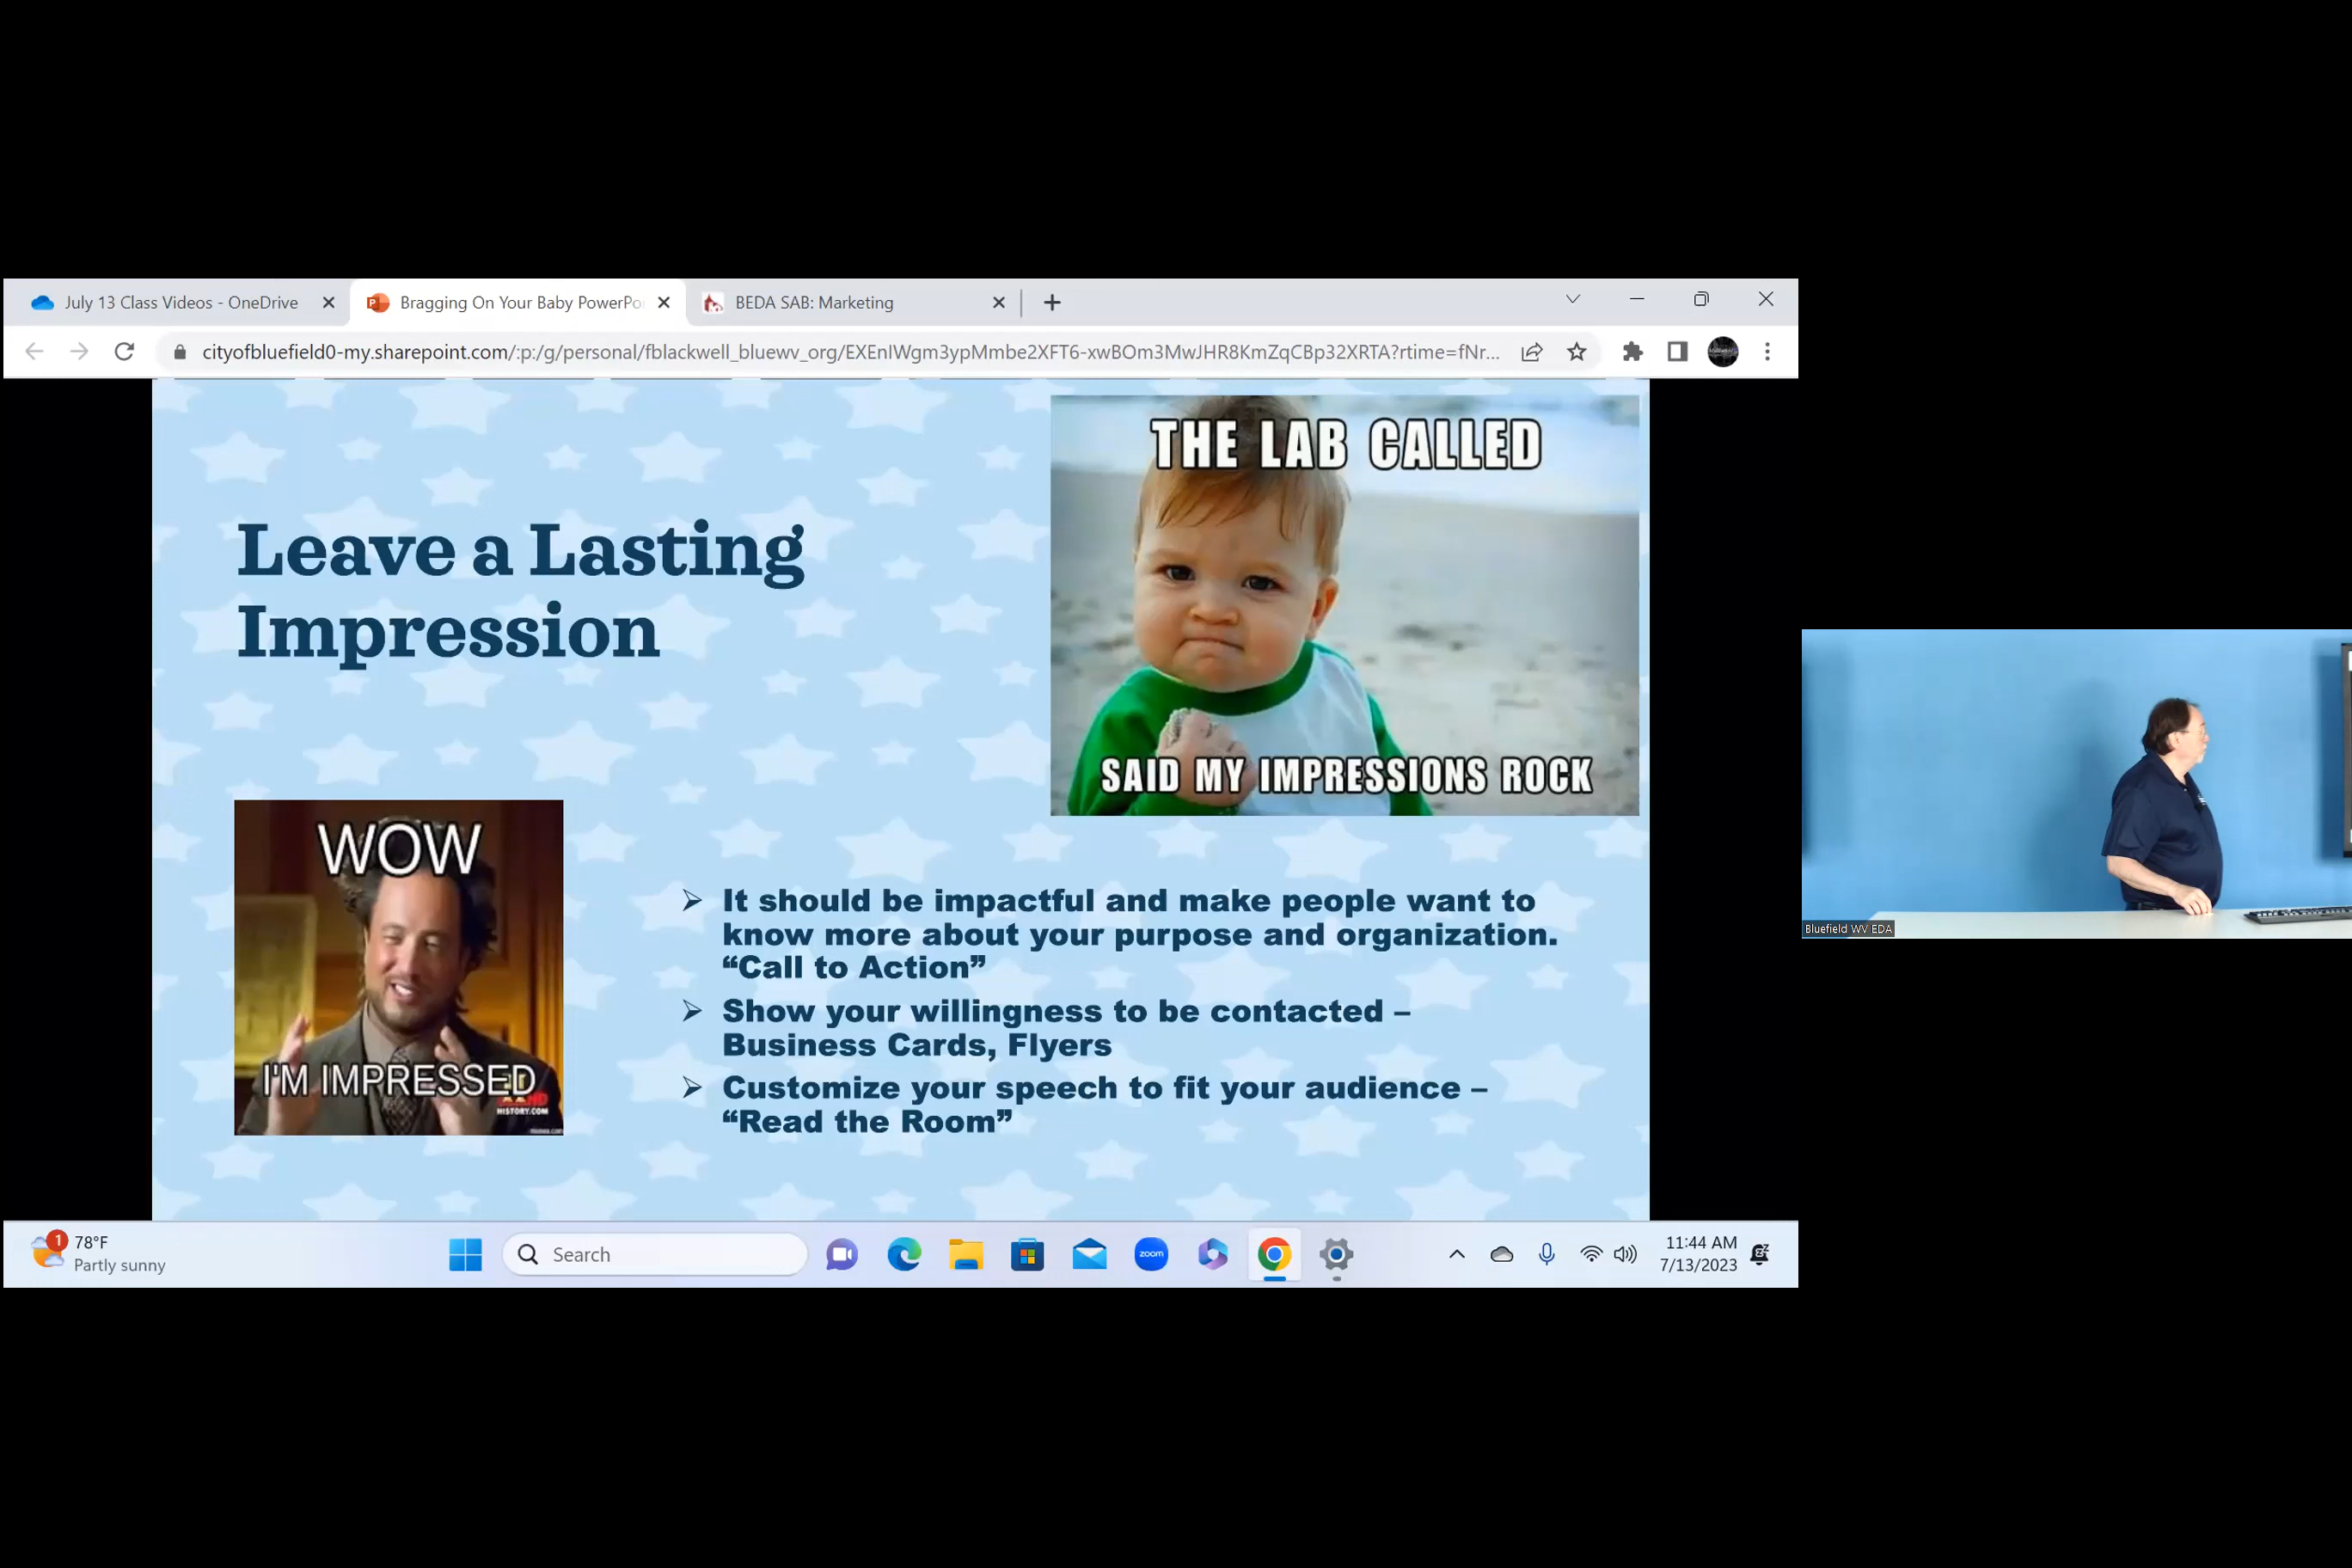 July 13 Class Videos - OneDrive
Bragging On Your Baby PowerPo
BEDA SAB: Marketing
cityofbluefield0-my.sharepoint.com/:p:/g/personal/fblackwell_bluewv_org/EXEnIWgm3ypMmbe2XFT6-xwBOm3MwJHR8KmZqCBp32XRTA?rtime=fNr...
THE LAB CALLED
SAID MY IMPRESSIONS ROCK
Leave a Lasting
Impression
WOW
I'M IMPRESSED
HISTORY.COM
➢ It should be impactful and make people want to
know more about your purpose and organization.
“Call to Action”
➢ Show your willingness to be contacted –
Business Cards, Flyers
➢ Customize your speech to fit your audience –
“Read the Room”
Bluefield WV EDA
1
78°F
Partly sunny
Search
zoom
11:44 AM
7/13/2023